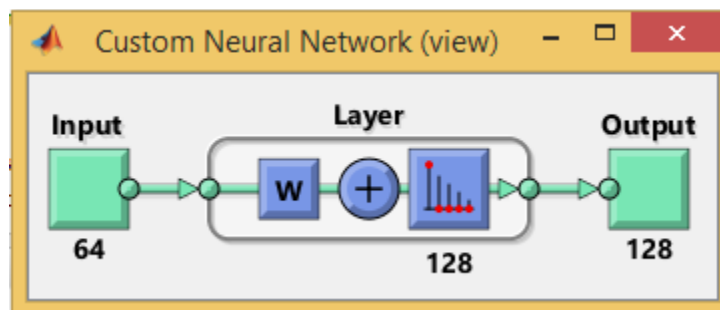 Custom Neural Network (view)
Input
Layer
Output
W
64
128
128